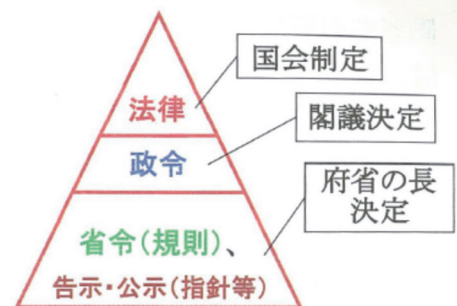 国会制定
法律
閣議決定
政令
府省の長
決定
省令(規則)、
告示・公示(指針等)